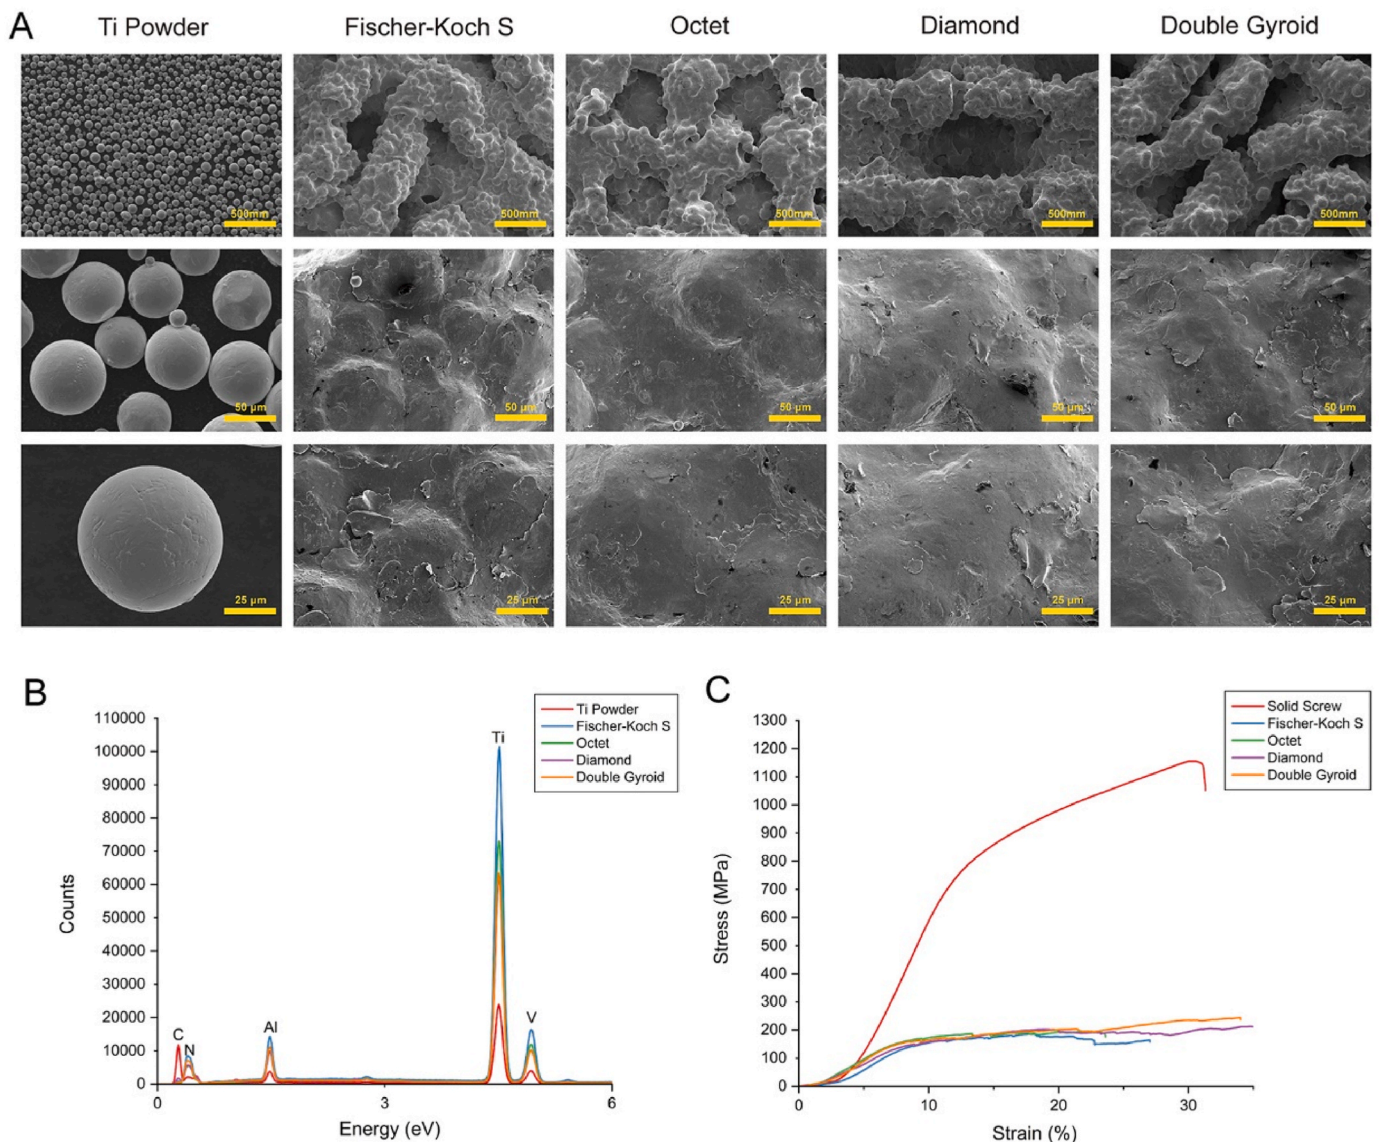 A
Ti Powder Fischer-Koch S Octet Diamond Double Gyroid
500mm 500mm 500mm 500mm 500mm
50 µm 50 µm 50 µm 50 µm 50 µm
25 µm 25 µm 25 µm 25 µm 25 µm
B
Ti Powder
Fischer-Koch S
Octet
Diamond
Double Gyroid
110000
100000
90000
80000
70000
60000
50000
40000
30000
20000
10000
0
Counts
C
N
Al
Ti
V
0 3 6
Energy (eV)
C
Solid Screw
Fischer-Koch S
Octet
Diamond
Double Gyroid
1300
1200
1100
1000
900
800
700
600
500
400
300
200
100
0
Stress (MPa)
0 10 20 30
Strain (%)